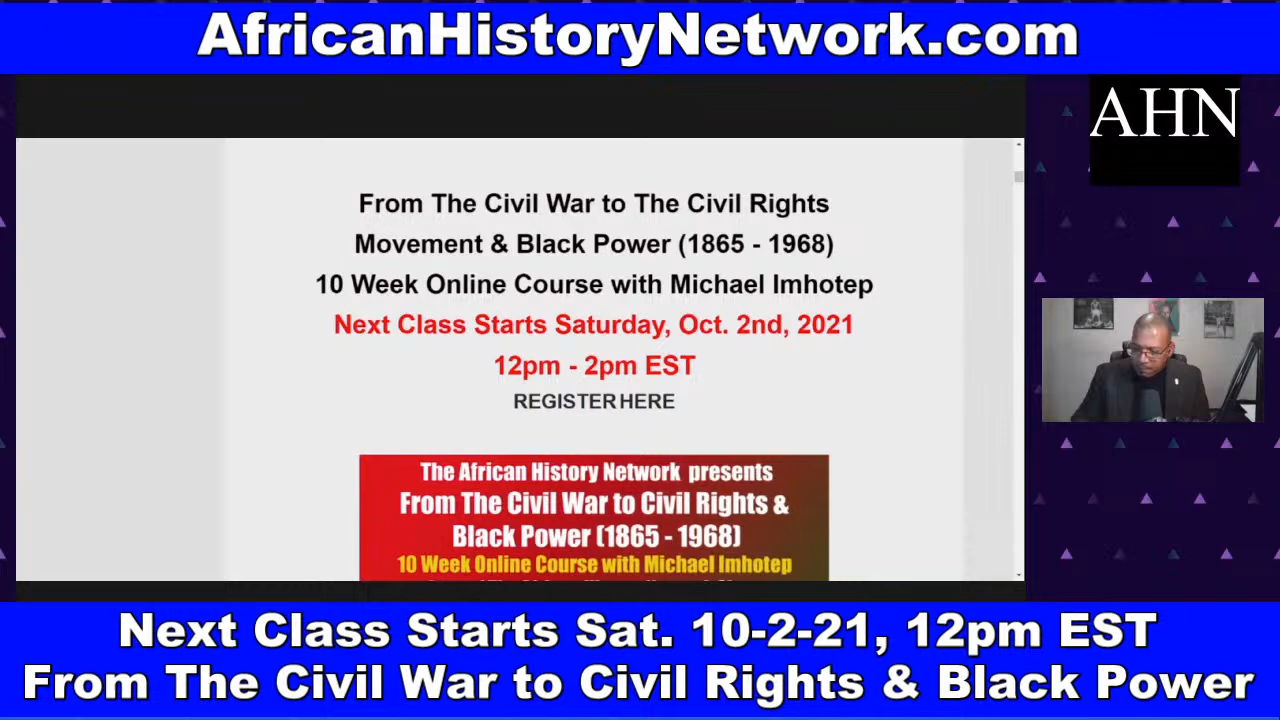 AfricanHistoryNetwork.com
AHN
From The Civil War to The Civil Rights
Movement & Black Power (1865 - 1968)
10 Week Online Course with Michael Imhotep
Next Class Starts Saturday, Oct. 2nd, 2021
12pm - 2pm EST
REGISTER HERE
The African History Network presents
From The Civil War to Civil Rights &
Black Power (1865 - 1968)
10 Week Online Course with Michael Imhotep
Next Class Starts Sat. 10-2-21, 12pm EST
From The Civil War to Civil Rights & Black Power